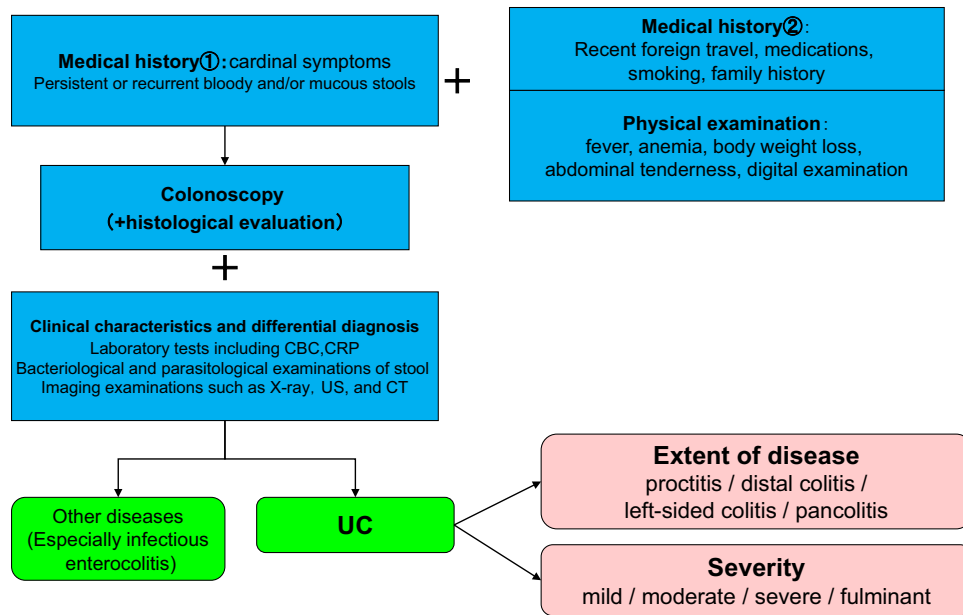 Medical history①: cardinal symptoms
Persistent or recurrent bloody and/or mucous stools
+
Medical history②:
Recent foreign travel, medications,
smoking, family history
Physical examination:
fever, anemia, body weight loss,
abdominal tenderness, digital examination
Colonoscopy
(+histological evaluation)
+
Clinical characteristics and differential diagnosis
Laboratory tests including CBC,CRP
Bacteriological and parasitological examinations of stool
Imaging examinations such as X-ray, US, and CT
Other diseases
(Especially infectious
enterocolitis)
UC
Extent of disease
proctitis / distal colitis /
left-sided colitis / pancolitis
Severity
mild / moderate / severe / fulminant